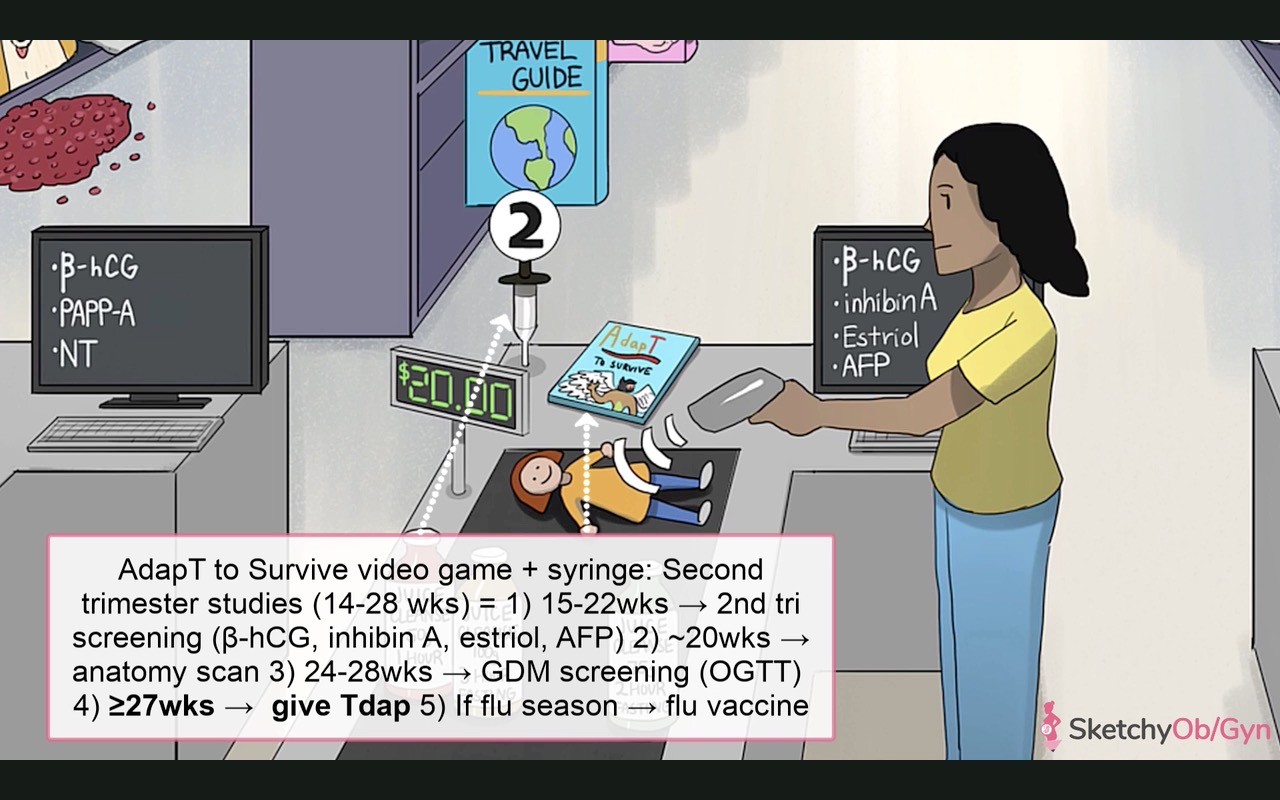 TRAVEL
GUIDE
2
·β-hCG
·PAPP-A
·NT
$20.00
AdapT
TO SURVIVE
·β-hCG
·inhibin A
·Estriol
·AFP
AdapT to Survive video game + syringe: Second
trimester studies (14-28 wks) = 1) 15-22wks → 2nd tri
screening (β-hCG, inhibin A, estriol, AFP) 2) ~20wks →
anatomy scan 3) 24-28wks → GDM screening (OGTT)
4) ≥27wks → give Tdap 5) If flu season → flu vaccine
SketchyOb/Gyn